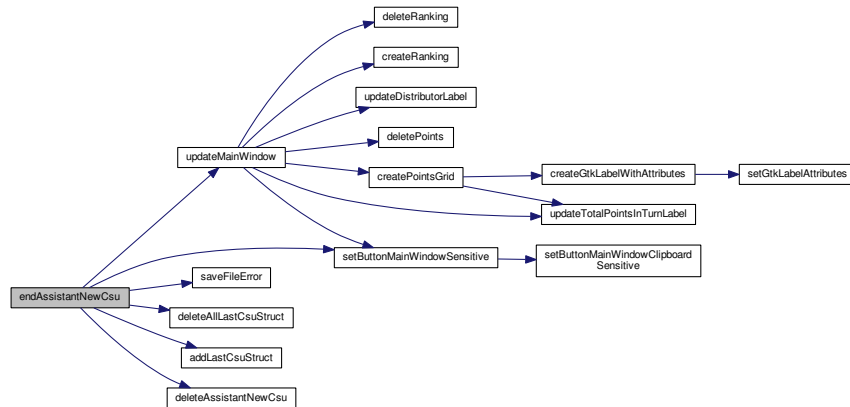 deleteRanking
createRanking
updateDistributorLabel
updateMainWindow
deletePoints
createPointsGrid
createGtkLabelWithAttributes
setGtkLabelAttributes
updateTotalPointsInTurnLabel
setButtonMainWindowSensitive
setButtonMainWindowClipboard
Sensitive
endAssistantNewCsu
saveFileError
deleteAllLastCsuStruct
addLastCsuStruct
deleteAssistantNewCsu